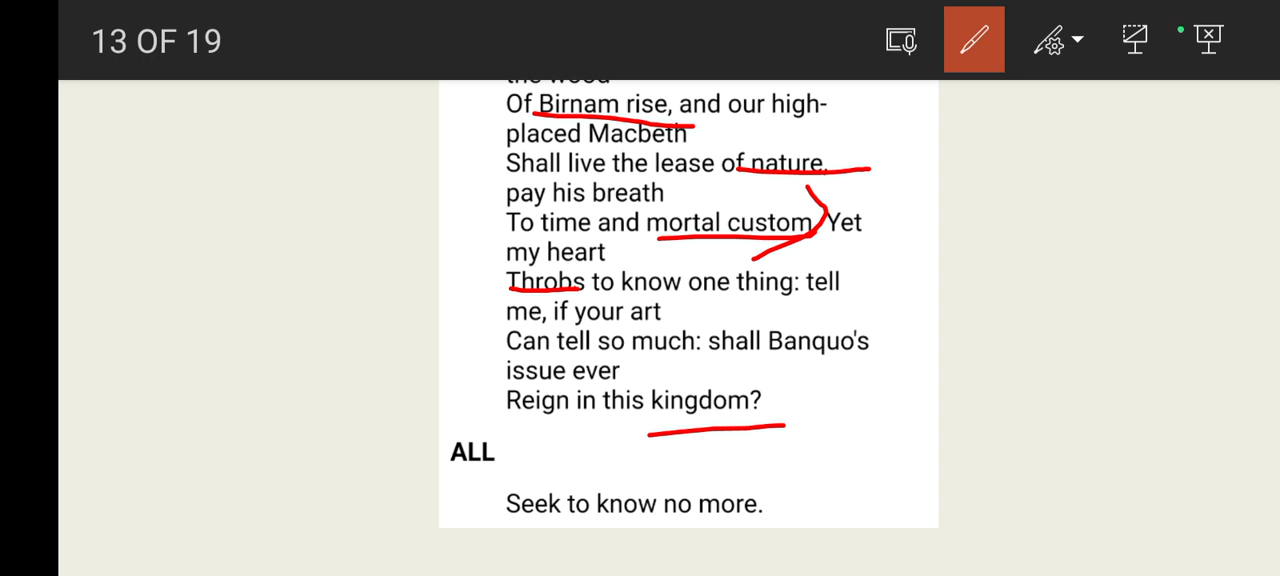 13 OF 19
the wood
Of Birnam rise, and our high-
placed Macbeth
Shall live the lease of nature,
pay his breath
To time and mortal custom. Yet
my heart
Throbs to know one thing: tell
me, if your art
Can tell so much: shall Banquo's
issue ever
Reign in this kingdom?
ALL
Seek to know no more.